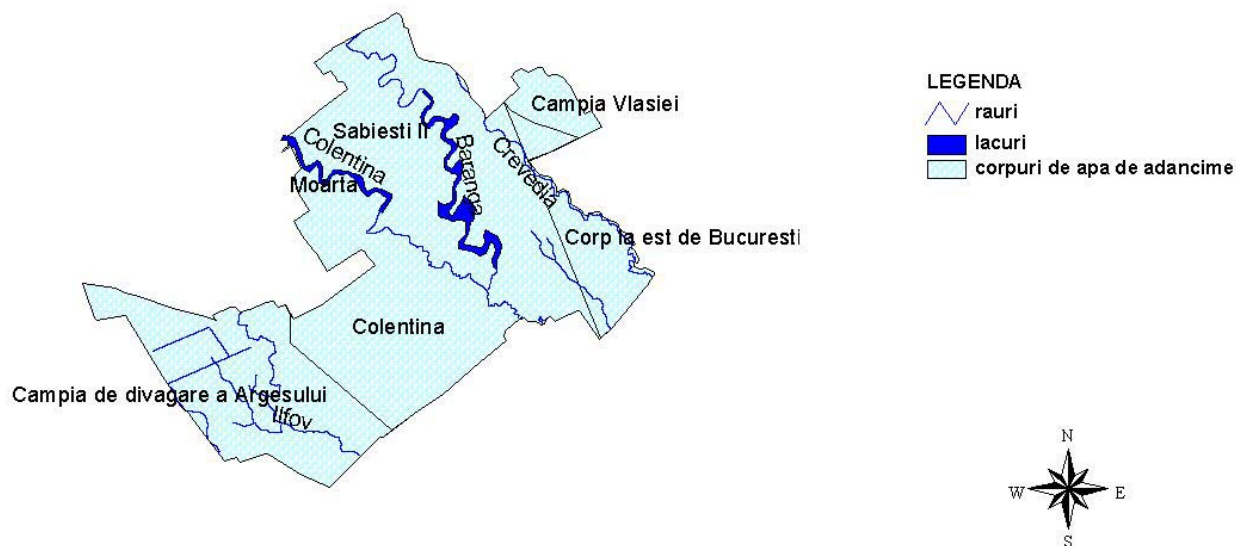 Campia Vlasiei
Sabiesti II
Colentina
Moarta
Baranga
Crevedia
Corp la est de Bucuresti
Colentina
Campia de divagare a Argesului
Ilfov
LEGENDA
rauri
lacuri
corpuri de apa de adancime
N
W
E
S